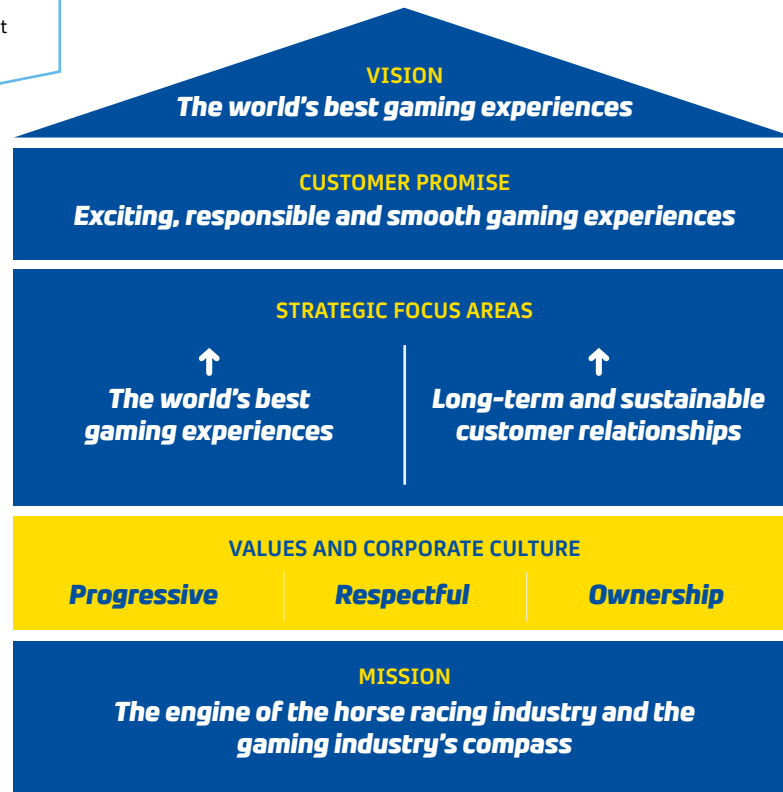 t
VISION
The world's best gaming experiences
CUSTOMER PROMISE
Exciting, responsible and smooth gaming experiences
STRATEGIC FOCUS AREAS
The world's best
gaming experiences
Long-term and sustainable
customer relationships
VALUES AND CORPORATE CULTURE
Progressive
Respectful
Ownership
MISSION
The engine of the horse racing industry and the
gaming industry's compass